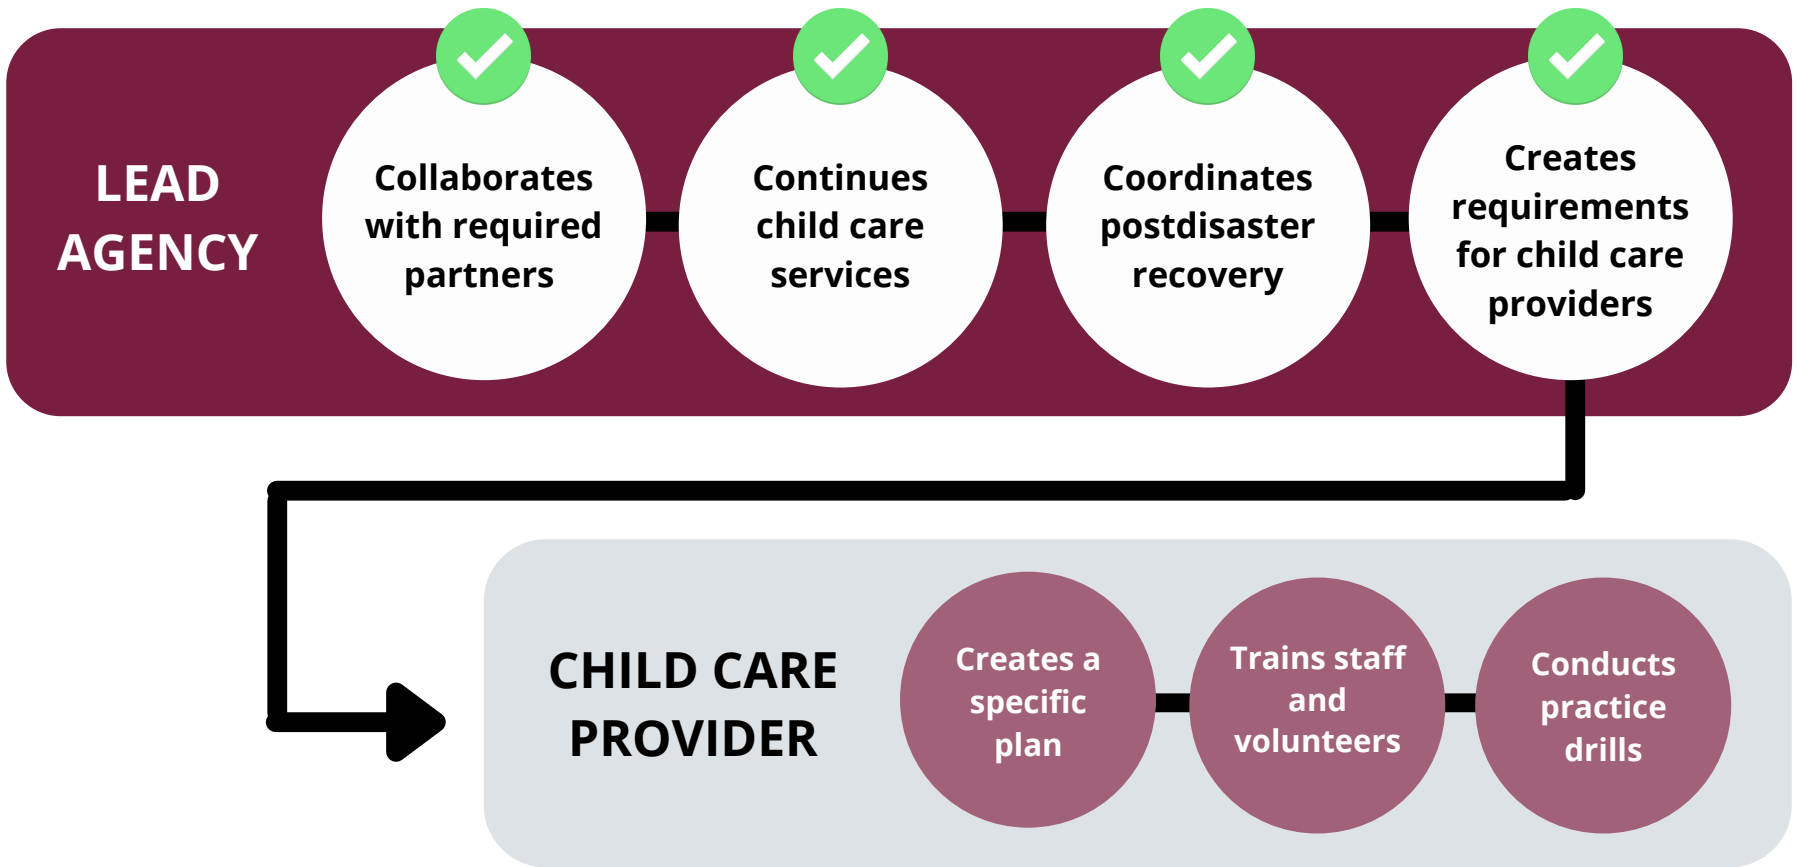 LEAD
AGENCY
Collaborates
with required
partners
Continues
child care
services
Coordinates
postdisaster
recovery
Creates
requirements
for child care
providers
CHILD CARE
PROVIDER
Creates a
specific
plan
Trains staff
and
volunteers
Conducts
practice
drills